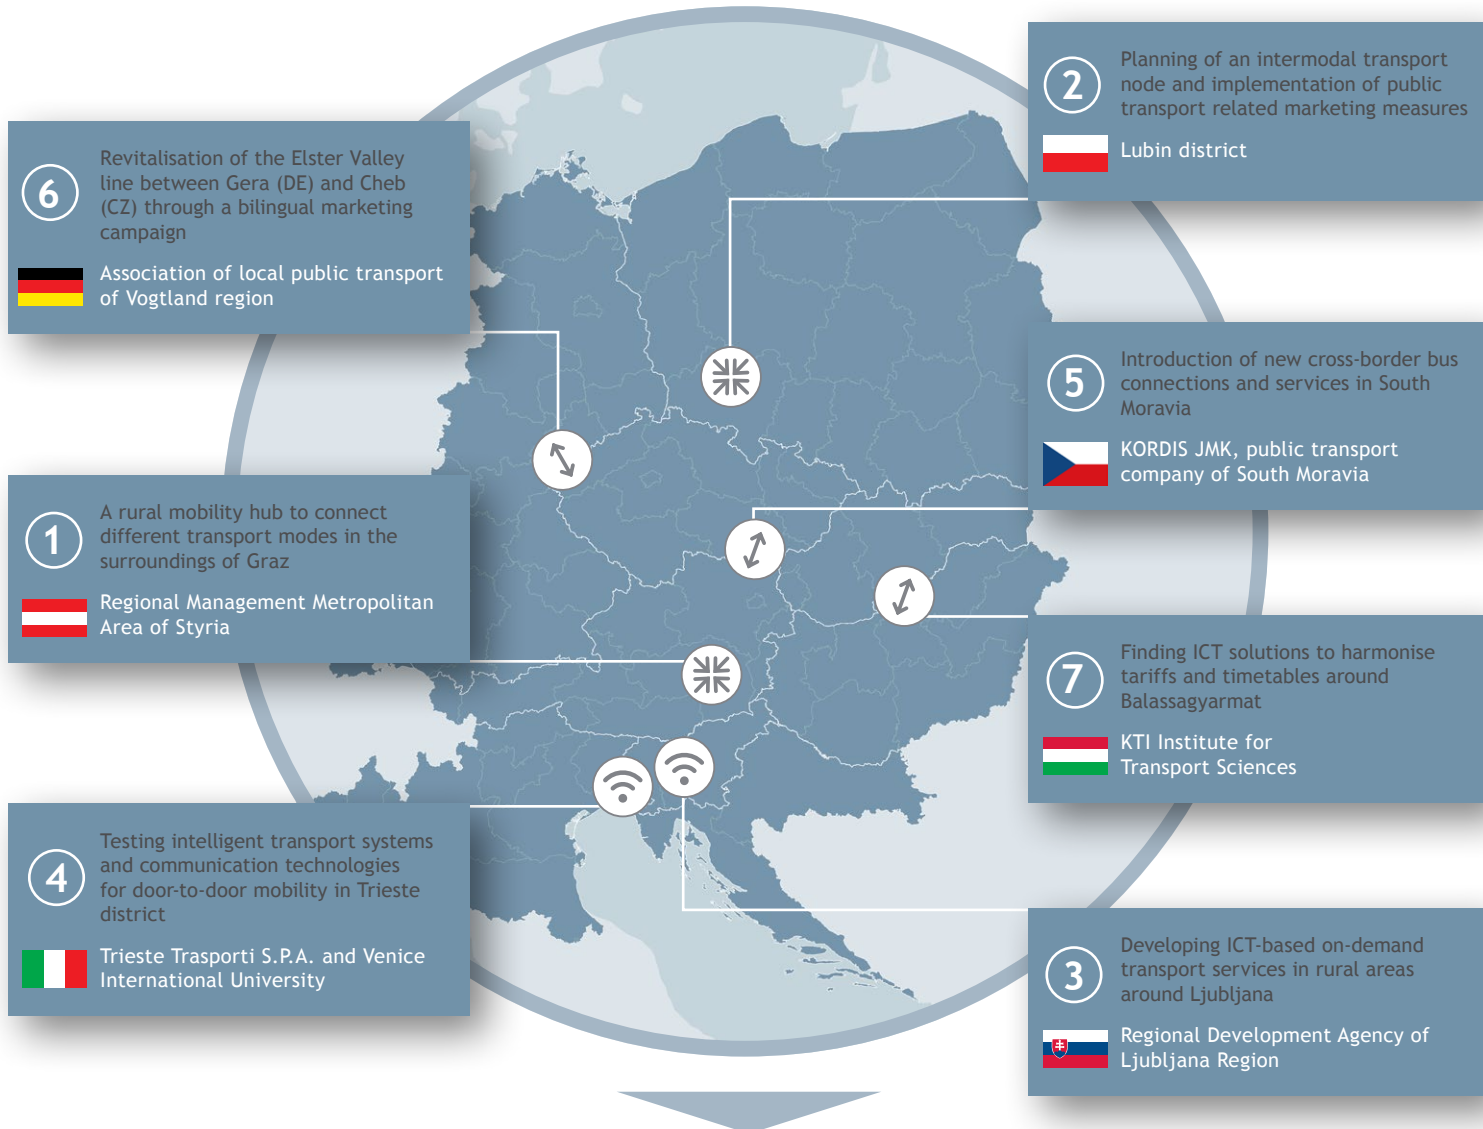 6
Revitalisation of the Elster Valley
line between Gera (DE) and Cheb
(CZ) through a bilingual marketing
campaign
Association of local public transport
of Vogtland region
1
A rural mobility hub to connect
different transport modes in the
surroundings of Graz
Regional Management Metropolitan
Area of Styria
4
Testing intelligent transport systems
and communication technologies
for door-to-door mobility in Trieste
district
Trieste Trasporti S.P.A. and Venice
International University
2
Planning of an intermodal transport
node and implementation of public
transport related marketing measures
Lubin district
5
Introduction of new cross-border bus
connections and services in South
Moravia
KORDIS JMK, public transport
company of South Moravia
7
Finding ICT solutions to harmonise
tariffs and timetables around
Balassagyarmat
KTI Institute for
Transport Sciences
3
Developing ICT-based on-demand
transport services in rural areas
around Ljubljana
Regional Development Agency of
Ljubljana Region